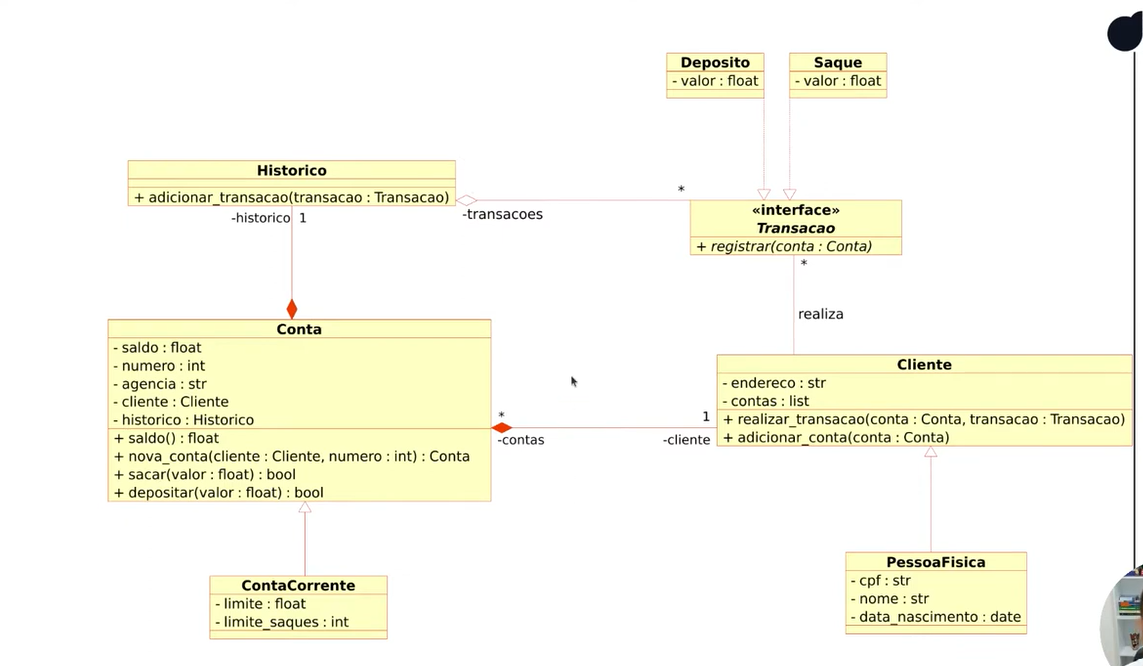 Deposito
- valor : float
Saque
- valor : float
Historico
+ adicionar_transacao(transacao : Transacao)
-historico 1
-transacoes
*
«interface»
Transacao
+ registrar(conta : Conta)
*
realiza
Conta
- saldo : float
- numero : int
- agencia : str
- cliente : Cliente
- historico : Historico
+ saldo() : float
+ nova_conta(cliente : Cliente, numero : int) : Conta
+ sacar(valor : float) : bool
+ depositar(valor : float) : bool
*
-contas
1
-cliente
Cliente
- endereco : str
- contas : list
+ realizar_transacao(conta : Conta, transacao : Transacao)
+ adicionar_conta(conta : Conta)
ContaCorrente
- limite : float
- limite_saques : int
PessoaFisica
- cpf : str
- nome : str
- data_nascimento : date